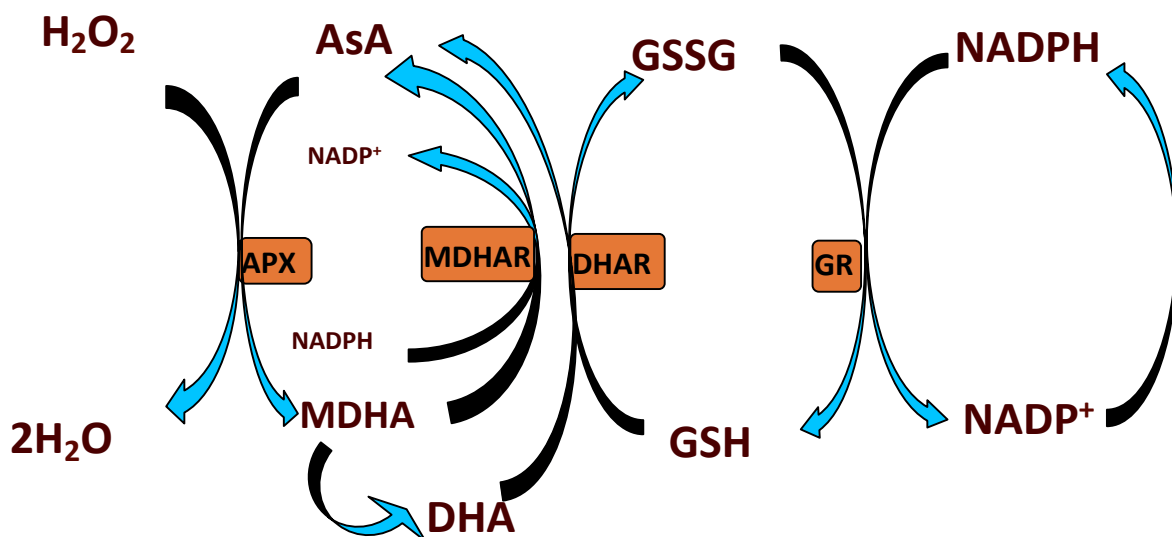 H₂O₂
AsA
GSSG
NADPH
NADP⁺
APX
MDHAR
DHAR
GR
NADPH
MDHA
2H₂O
GSH
NADP⁺
DHA